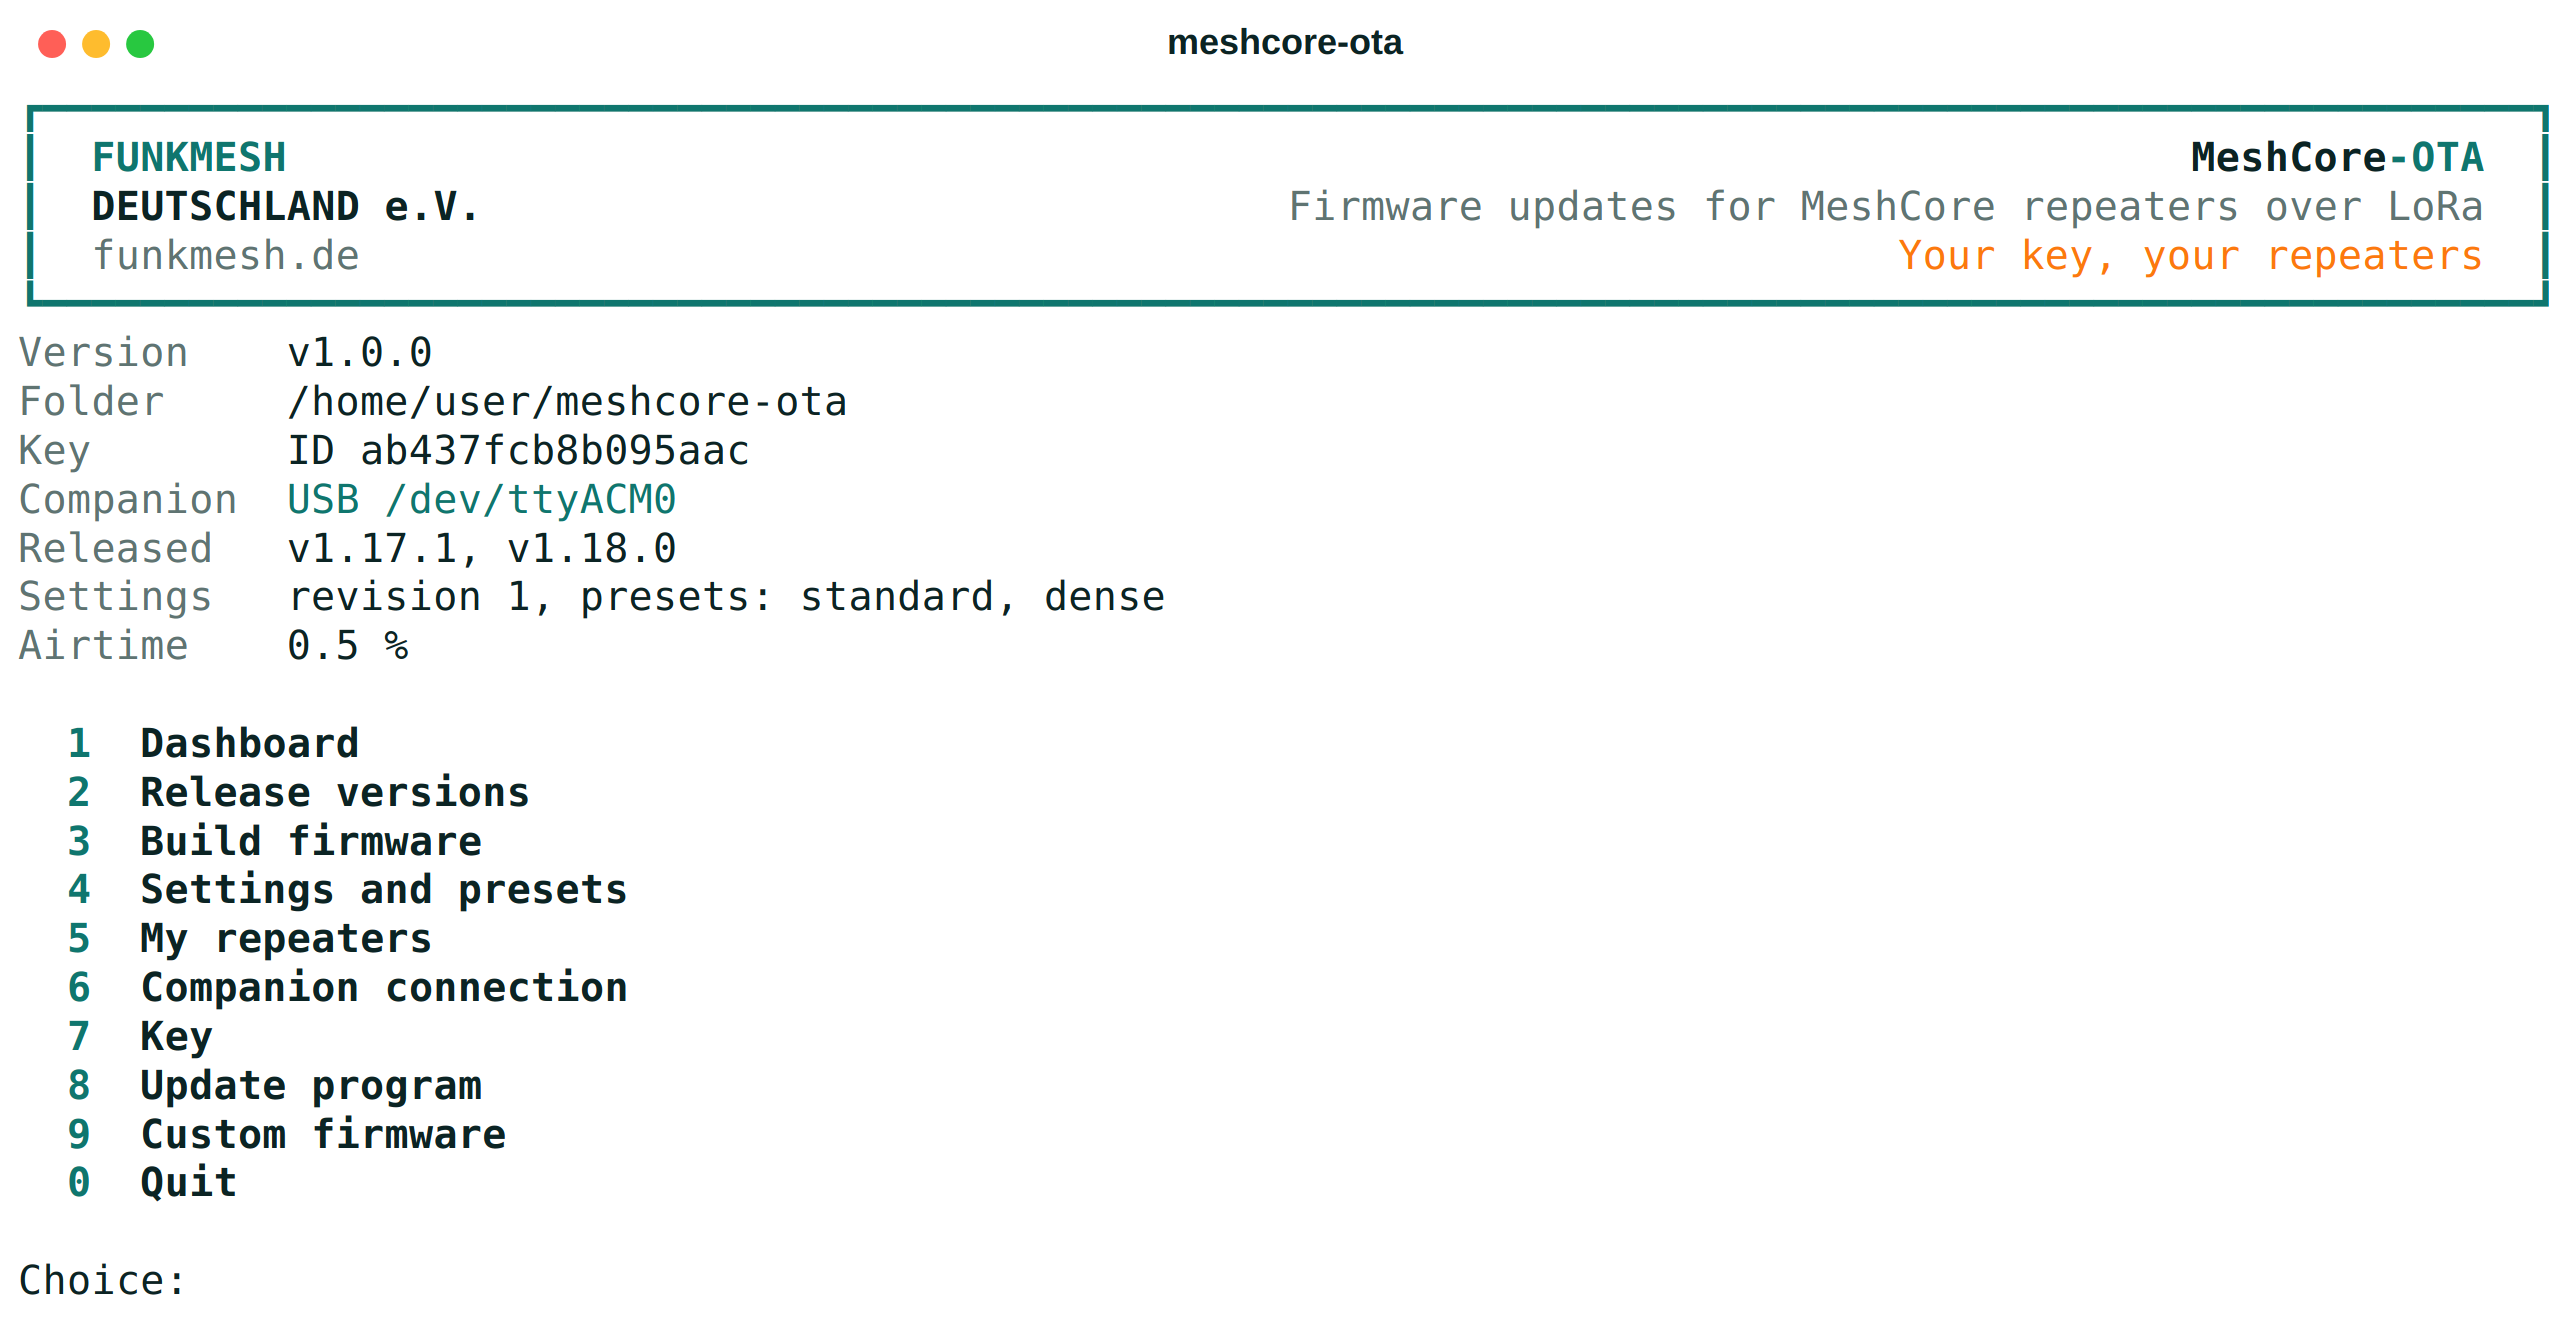 meshcore-ota
FUNKMESH MeshCore-OTA
DEUTSCHLAND e.V. Firmware updates for MeshCore repeaters over LoRa
funkmesh.de Your key, your repeaters
Version v1.0.0
Folder /home/user/meshcore-ota
Key ID ab437fcb8b095aac
Companion USB /dev/ttyACM0
Released v1.17.1, v1.18.0
Settings revision 1, presets: standard, dense
Airtime 0.5 %
1 Dashboard
2 Release versions
3 Build firmware
4 Settings and presets
5 My repeaters
6 Companion connection
7 Key
8 Update program
9 Custom firmware
0 Quit
Choice: